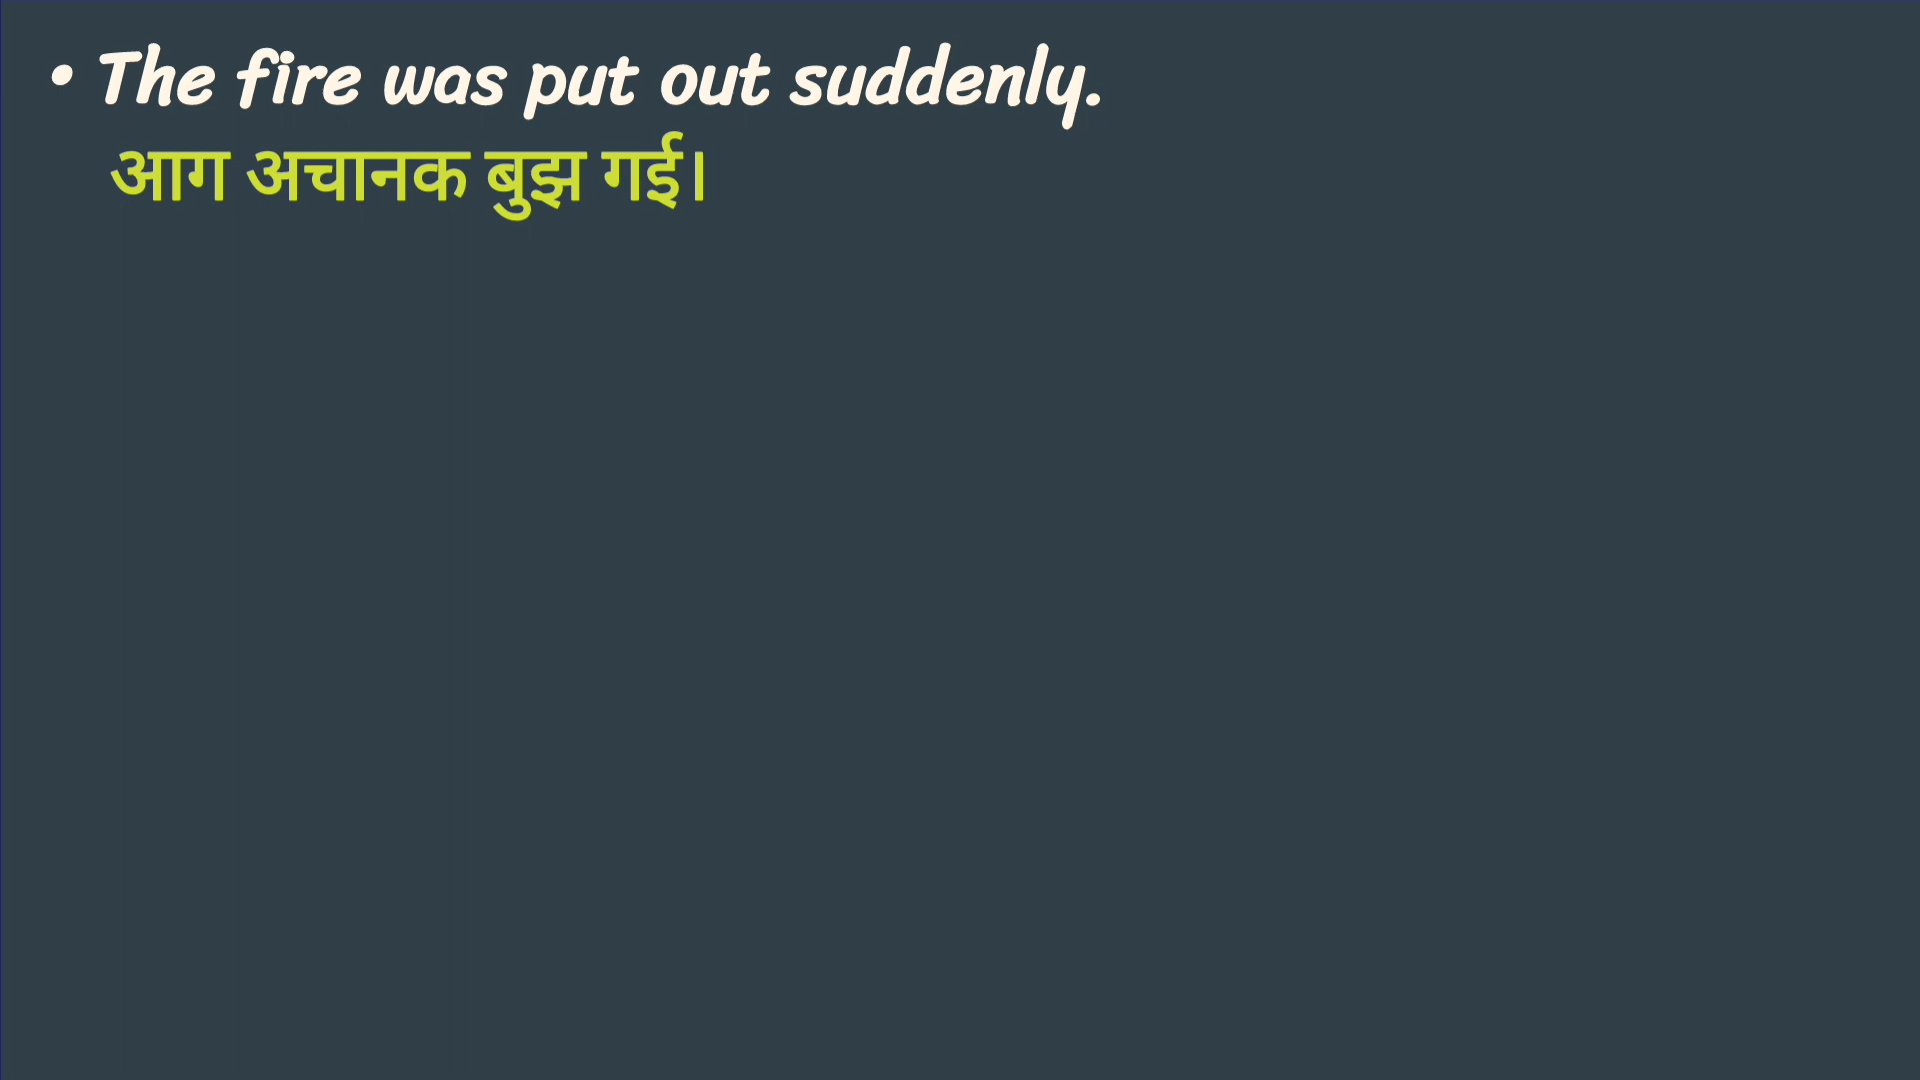 • The fire was put out suddenly.
आग अचानक बुझ गई।